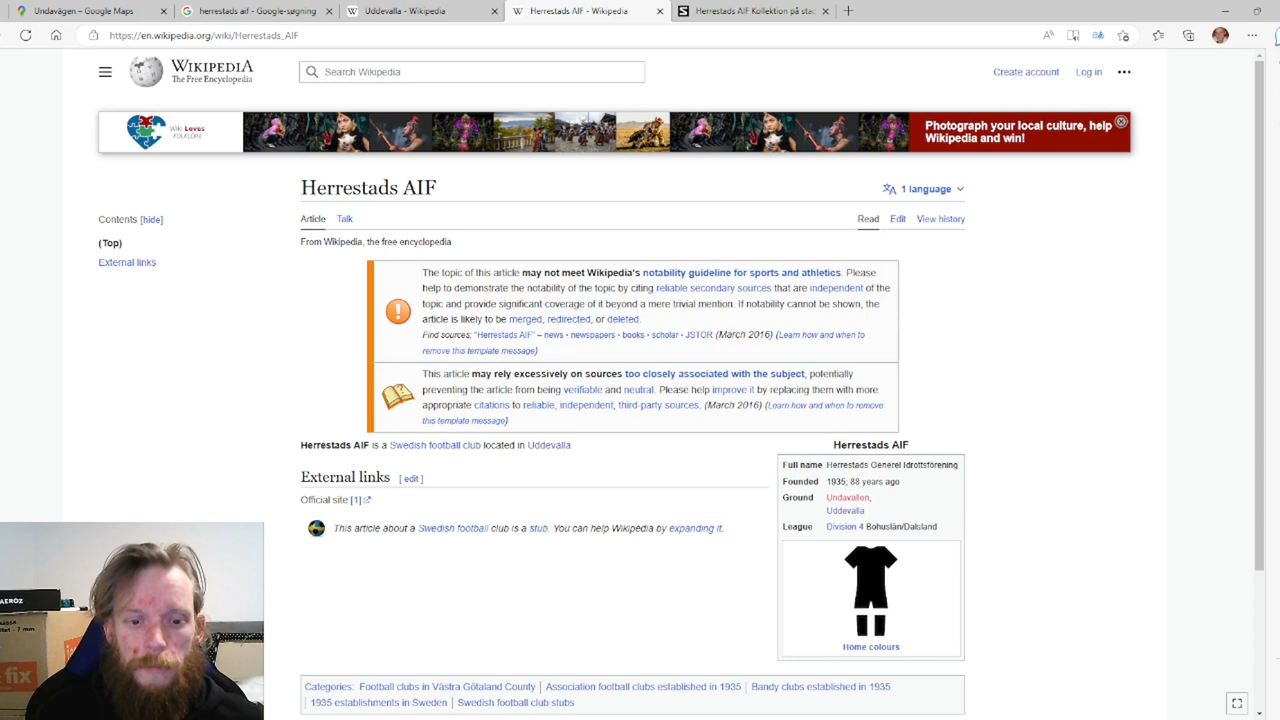 Undavägen – Google Maps
herrestads aif - Google-søgning
Uddevalla - Wikipedia
Herrestads AIF - Wikipedia
Herrestads AIF Kollektion på stac
https://en.wikipedia.org/wiki/Herrestads_AIF
WIKIPEDIA
The Free Encyclopedia
Search Wikipedia
Create account
Log in
Wiki Loves
FOLKLORE
Photograph your local culture, help
Wikipedia and win!
Herrestads AIF
1 language
Contents [hide]
(Top)
External links
Article
Talk
Read
Edit
View history
From Wikipedia, the free encyclopedia
The topic of this article may not meet Wikipedia's notability guideline for sports and athletics. Please
help to demonstrate the notability of the topic by citing reliable secondary sources that are independent of the
topic and provide significant coverage of it beyond a mere trivial mention. If notability cannot be shown, the
article is likely to be merged, redirected, or deleted.
Find sources: "Herrestads AIF" – news · newspapers · books · scholar · JSTOR (March 2016) (Learn how and when to
remove this template message)
This article may rely excessively on sources too closely associated with the subject, potentially
preventing the article from being verifiable and neutral. Please help improve it by replacing them with more
appropriate citations to reliable, independent, third-party sources. (March 2016) (Learn how and when to remove
this template message)
Herrestads AIF is a Swedish football club located in Uddevalla
External links [ edit ]
Official site [1]
This article about a Swedish football club is a stub. You can help Wikipedia by expanding it.
Herrestads AIF
Full name Herrestads Generel Idrottsförening
Founded 1935; 88 years ago
Ground Undavallen,
Uddevalla
League Division 4 Bohuslän/Dalsland
Home colours
Categories: Football clubs in Västra Götaland County | Association football clubs established in 1935 | Bandy clubs established in 1935
| 1935 establishments in Sweden | Swedish football club stubs
AEROZ
fix